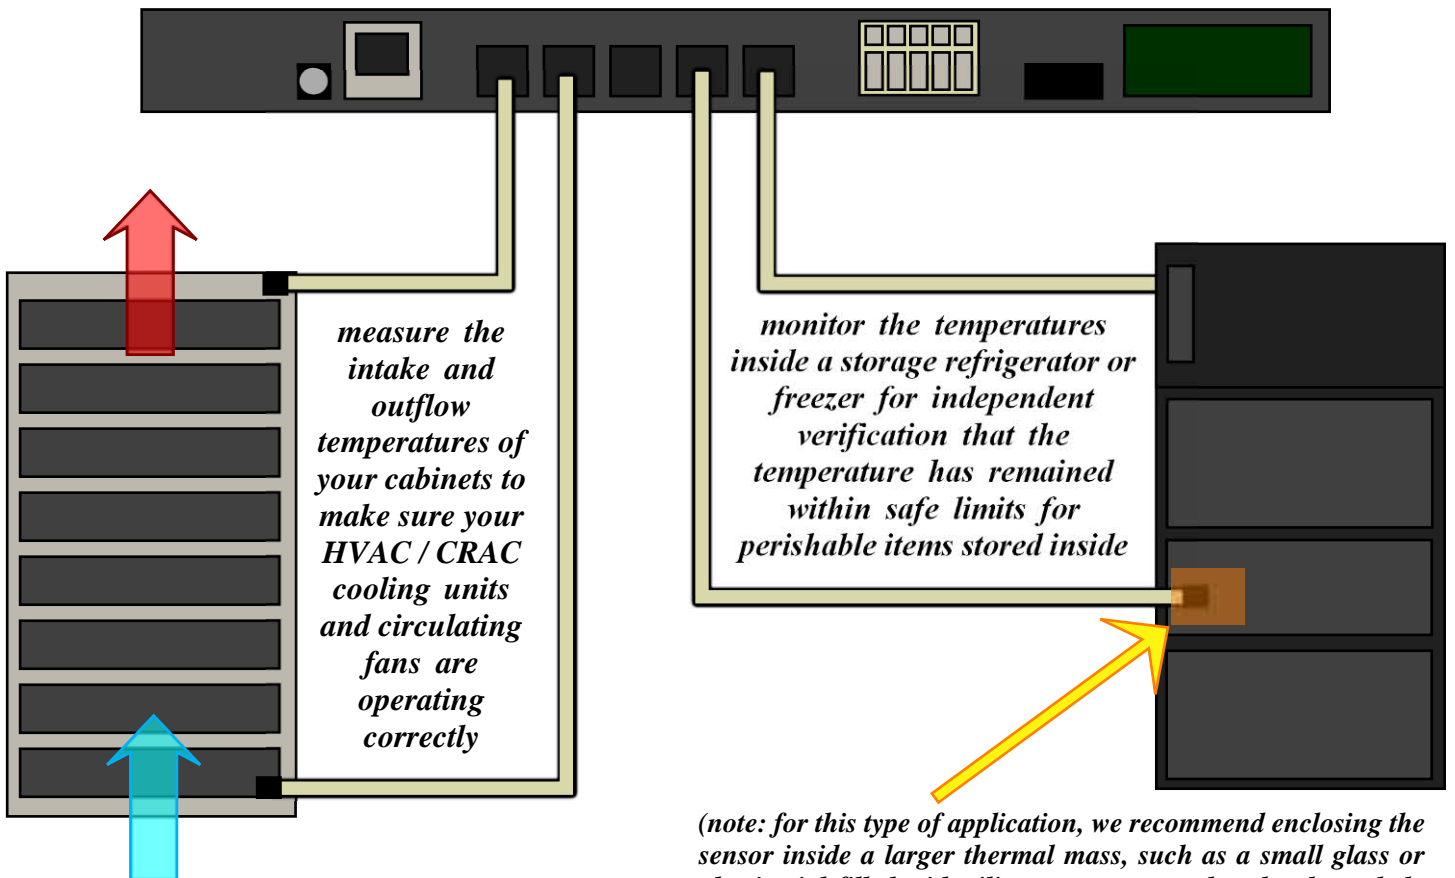 measure the
intake and
outflow
temperatures of
your cabinets to
make sure your
HVAC / CRAC
cooling units
and circulating
fans are
operating
correctly
monitor the temperatures
inside a storage refrigerator or
freezer for independent
verification that the
temperature has remained
within safe limits for
perishable items stored inside
(note: for this type of application, we recommend enclosing the
sensor inside a larger thermal mass, such as a small glass or